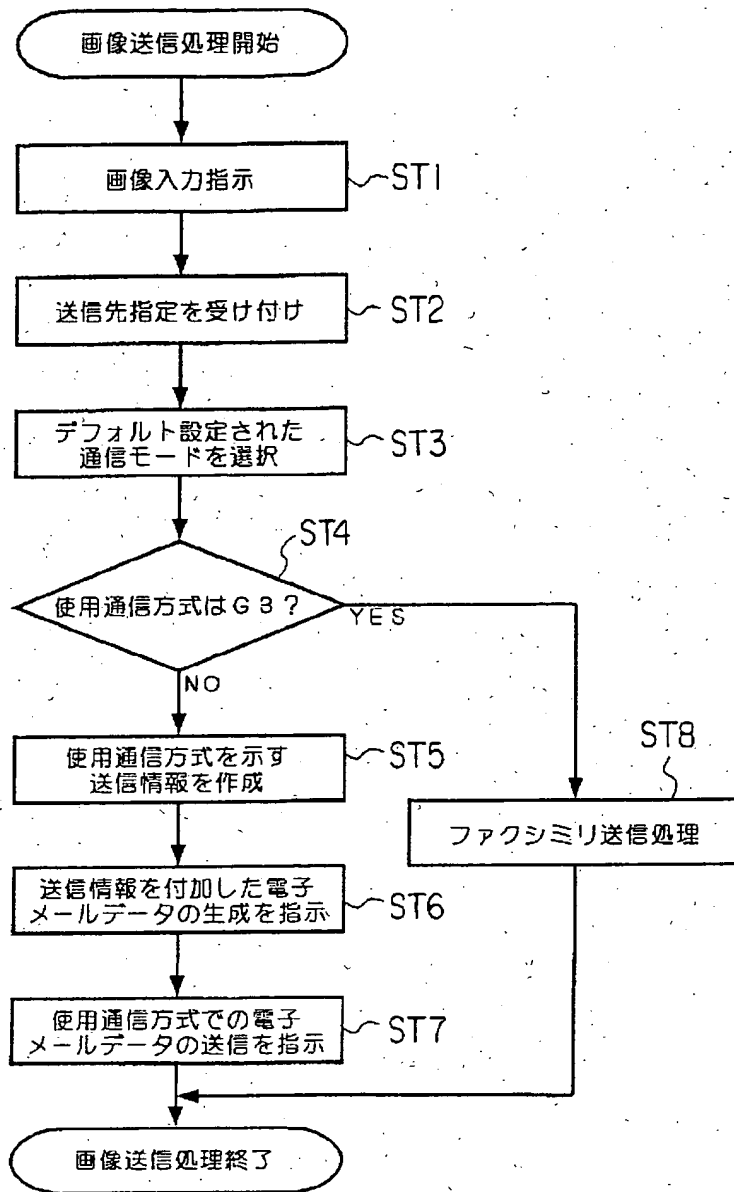 画像送信処理開始
画像入力指示
ST1
送信先指定を受け付け
ST2
デフォルト設定された
通信モードを選択
ST3
ST4
使用通信方式はG3?
YES
NO
使用通信方式を示す
送信情報を作成
ST5
ST8
ファクシミリ送信処理
送信情報を付加した電子
メールデータの生成を指示
ST6
使用通信方式での電子
メールデータの送信を指示
ST7
画像送信処理終了